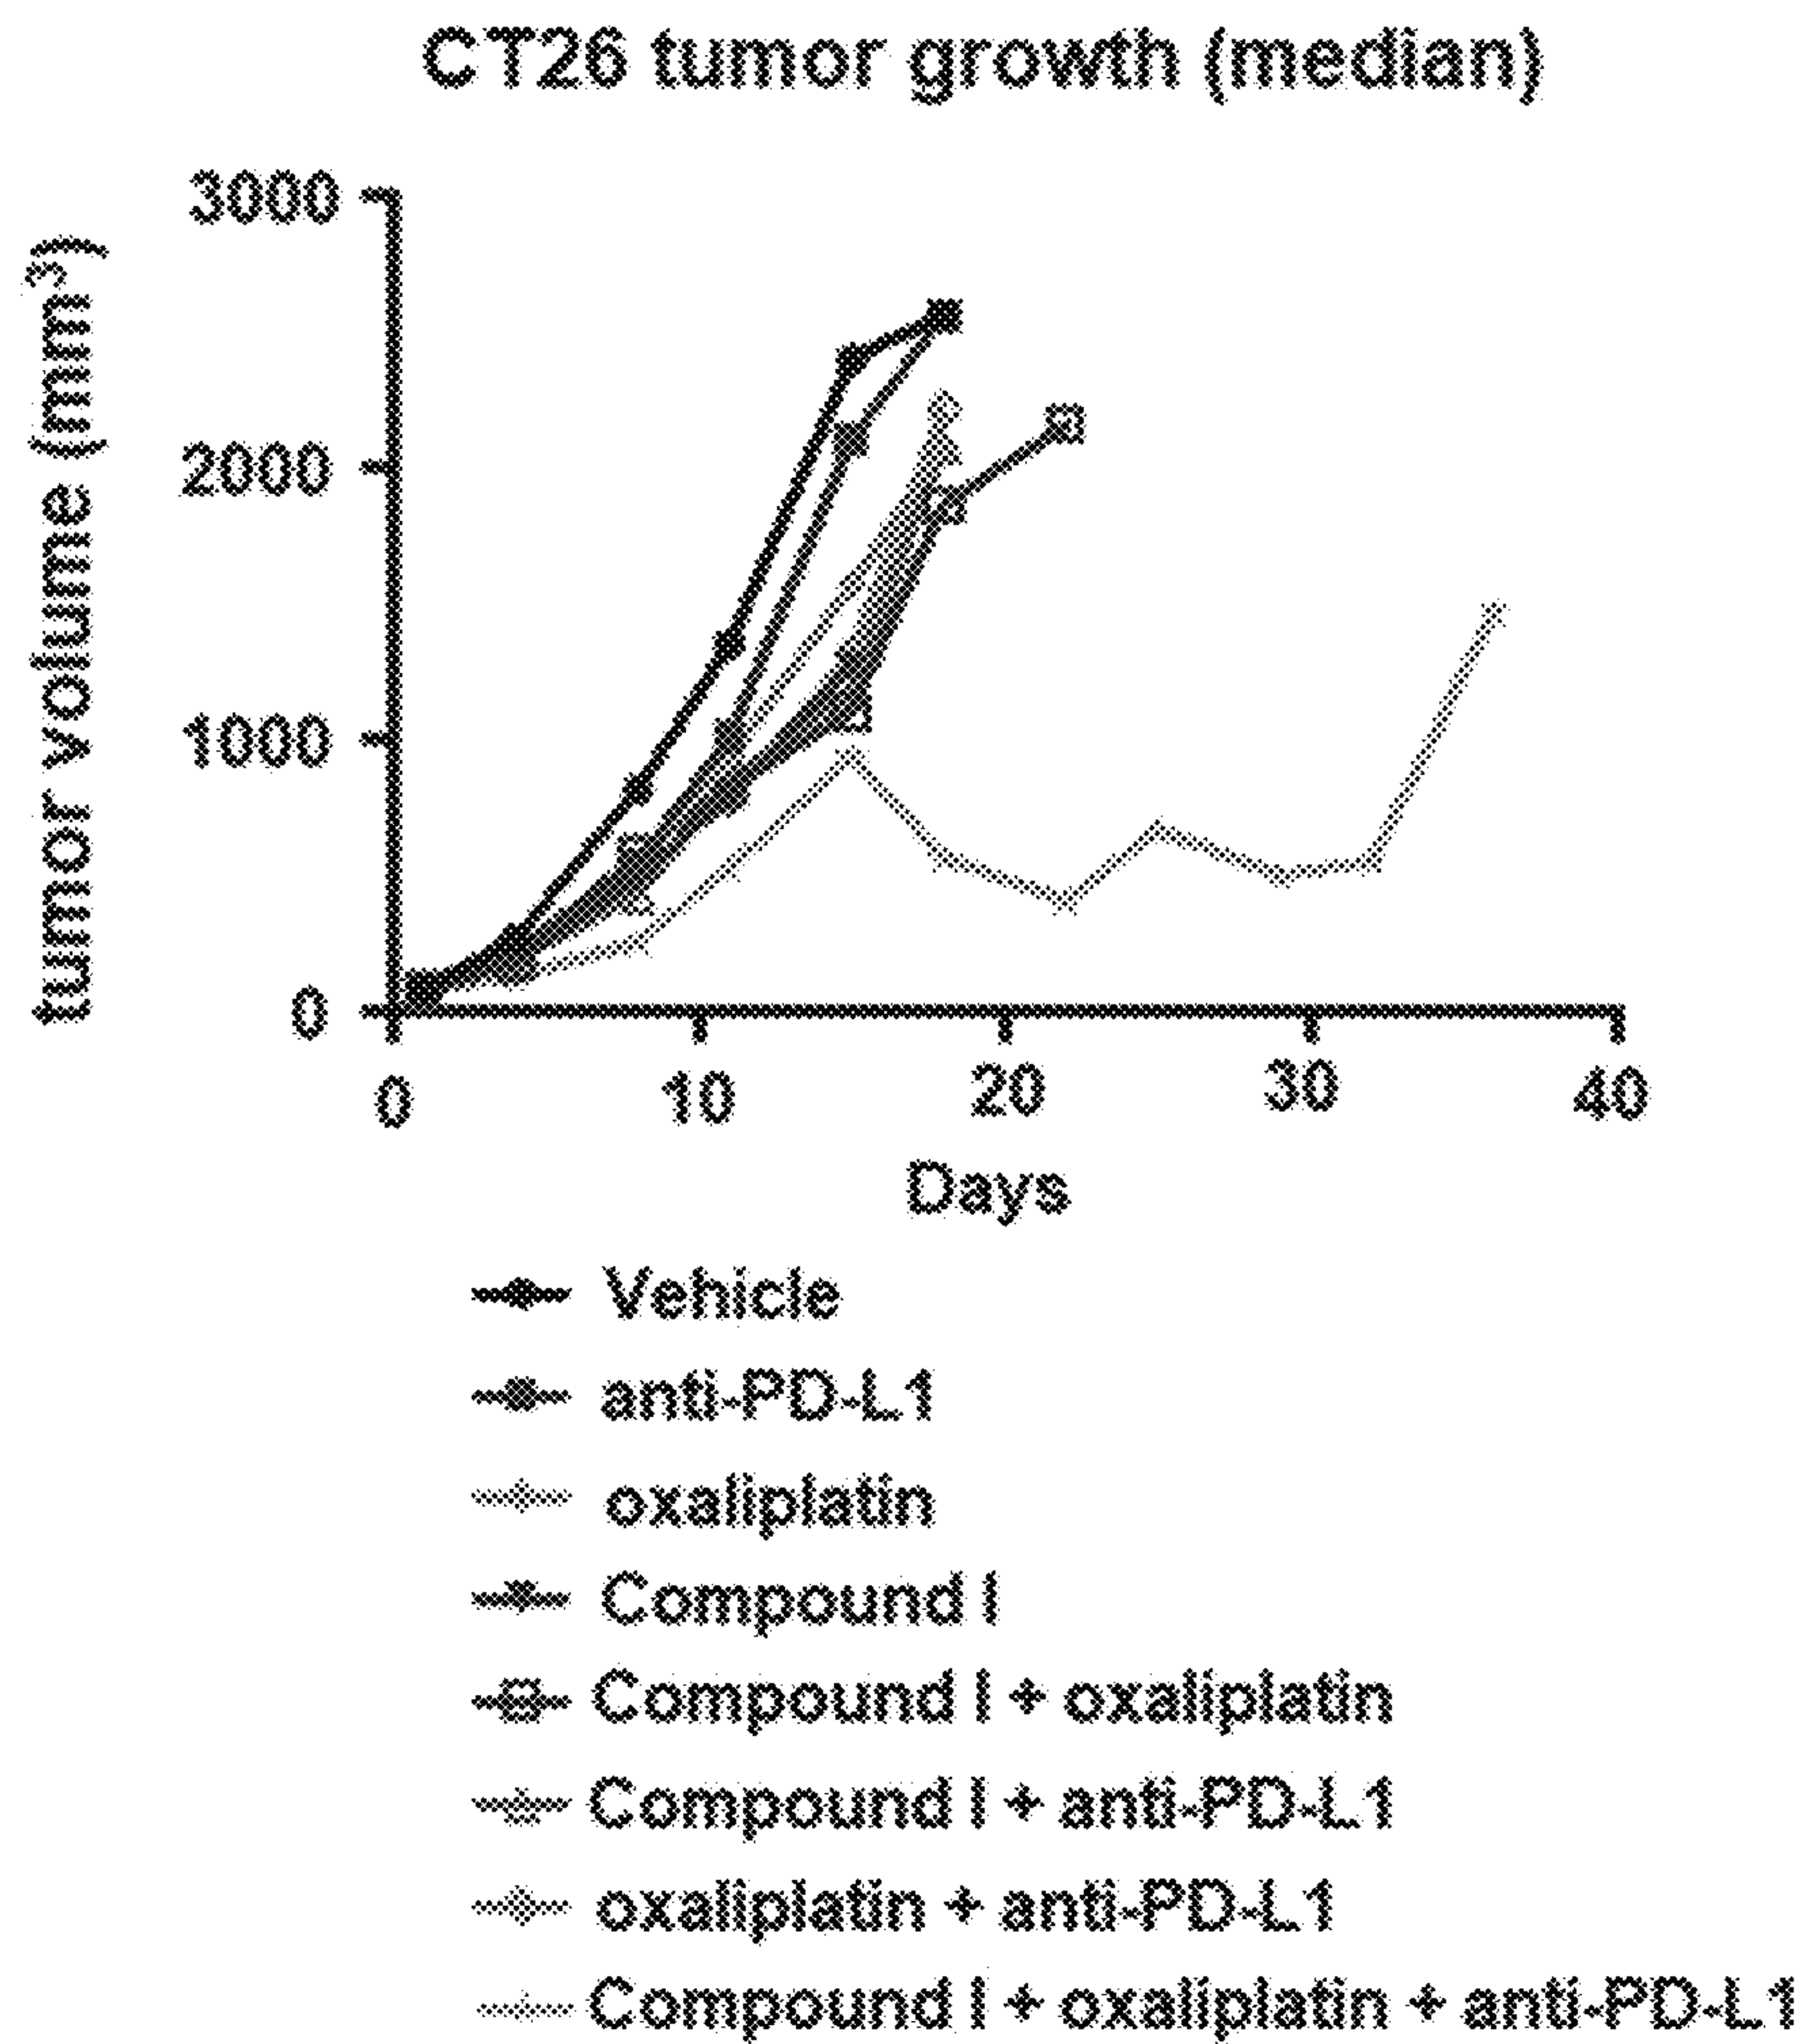 CT26 tumor growth (median)
tumor volume (mm³)
3000
2000
1000
0
0 10 20 30 40
Days
Vehicle
anti-PD-L1
oxaliplatin
Compound I
Compound I + oxaliplatin
Compound I + anti-PD-L1
oxaliplatin + anti-PD-L1
Compound I + oxaliplatin + anti-PD-L1